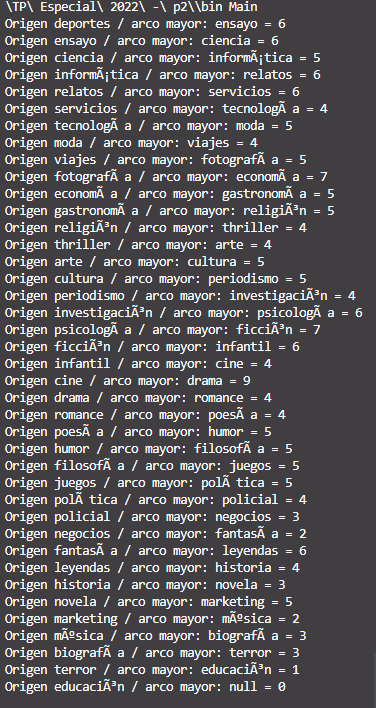 \TP\ Especial\ 2022\ -\ p2\\bin Main
Origen deportes / arco mayor: ensayo = 6
Origen ensayo / arco mayor: ciencia = 6
Origen ciencia / arco mayor: informÃ¡tica = 5
Origen informÃ¡tica / arco mayor: relatos = 6
Origen relatos / arco mayor: servicios = 6
Origen servicios / arco mayor: tecnologÃ a = 4
Origen tecnologÃ a / arco mayor: moda = 5
Origen moda / arco mayor: viajes = 4
Origen viajes / arco mayor: fotografÃ a = 5
Origen fotografÃ a / arco mayor: economÃ a = 7
Origen economÃ a / arco mayor: gastronomÃ a = 5
Origen gastronomÃ a / arco mayor: religiÃ³n = 5
Origen religiÃ³n / arco mayor: thriller = 4
Origen thriller / arco mayor: arte = 4
Origen arte / arco mayor: cultura = 5
Origen cultura / arco mayor: periodismo = 5
Origen periodismo / arco mayor: investigaciÃ³n = 4
Origen investigaciÃ³n / arco mayor: psicologÃ a = 6
Origen psicologÃ a / arco mayor: ficciÃ³n = 7
Origen ficciÃ³n / arco mayor: infantil = 6
Origen infantil / arco mayor: cine = 4
Origen cine / arco mayor: drama = 9
Origen drama / arco mayor: romance = 4
Origen romance / arco mayor: poesÃ a = 4
Origen poesÃ a / arco mayor: humor = 5
Origen humor / arco mayor: filosofÃ a = 5
Origen filosofÃ a / arco mayor: juegos = 5
Origen juegos / arco mayor: polÃ tica = 5
Origen polÃ tica / arco mayor: policial = 4
Origen policial / arco mayor: negocios = 3
Origen negocios / arco mayor: fantasÃ a = 2
Origen fantasÃ a / arco mayor: leyendas = 6
Origen leyendas / arco mayor: historia = 4
Origen historia / arco mayor: novela = 3
Origen novela / arco mayor: marketing = 5
Origen marketing / arco mayor: mÃºsica = 2
Origen mÃºsica / arco mayor: biografÃ a = 3
Origen biografÃ a / arco mayor: terror = 3
Origen terror / arco mayor: educaciÃ³n = 1
Origen educaciÃ³n / arco mayor: null = 0